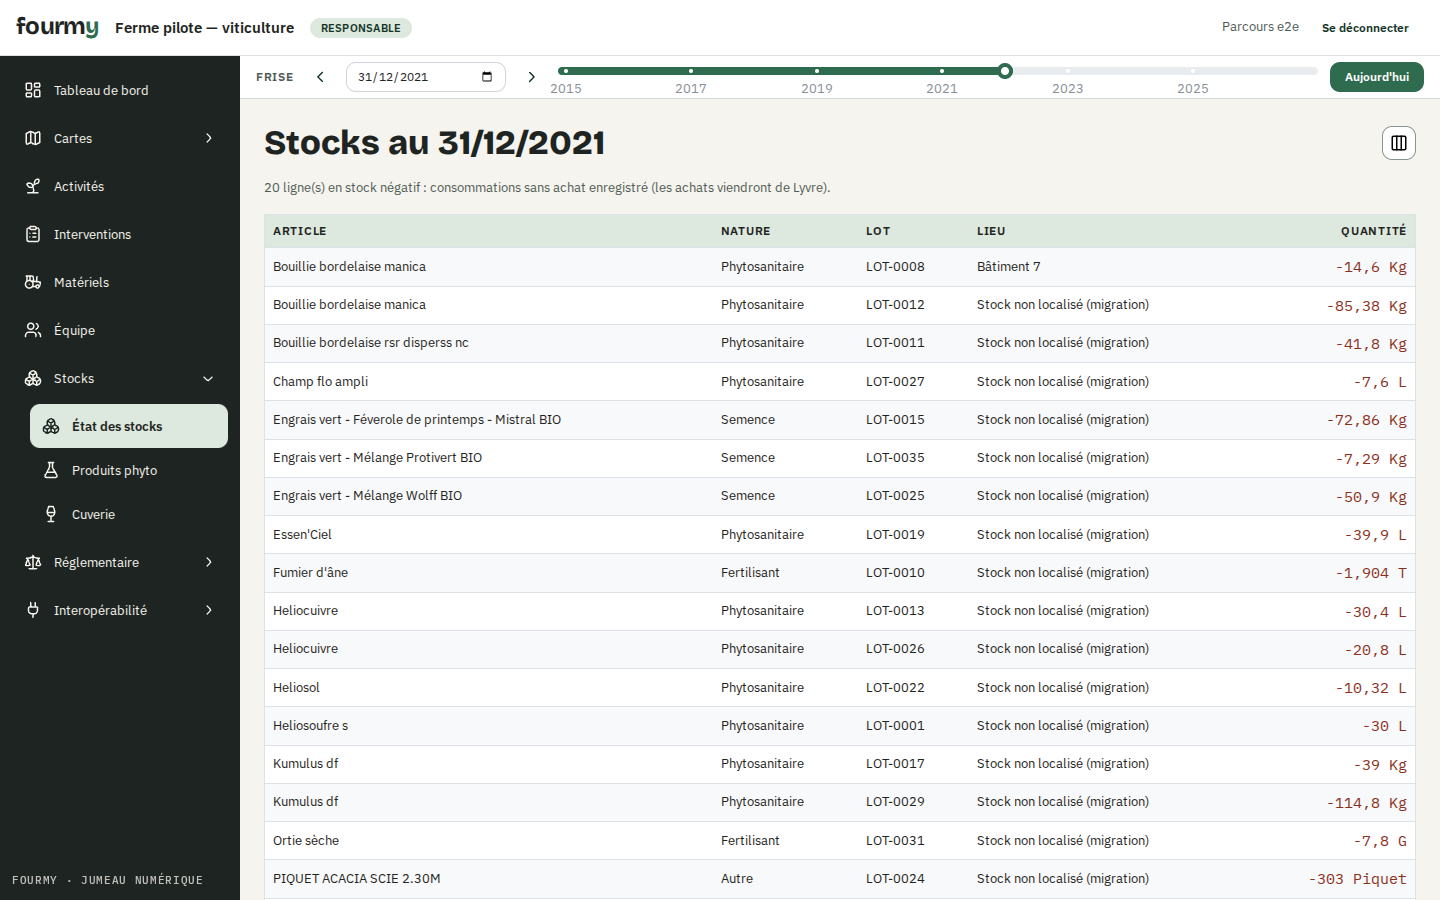 fourmy
Ferme pilote — viticulture
RESPONSABLE
Parcours e2e
Se déconnecter
FRISE
31/12/2021
2015 2017 2019 2021 2023 2025
Aujourd'hui
Tableau de bord
Cartes
Activités
Interventions
Matériels
Équipe
Stocks
État des stocks
Produits phyto
Cuverie
Réglementaire
Interopérabilité
FOURMY · JUMEAU NUMÉRIQUE
Stocks au 31/12/2021
20 ligne(s) en stock négatif : consommations sans achat enregistré (les achats viendront de Lyvre).
ARTICLE NATURE LOT LIEU QUANTITÉ
Bouillie bordelaise manica Phytosanitaire LOT-0008 Bâtiment 7 -14,6 Kg
Bouillie bordelaise manica Phytosanitaire LOT-0012 Stock non localisé (migration) -85,38 Kg
Bouillie bordelaise rsr disperss nc Phytosanitaire LOT-0011 Stock non localisé (migration) -41,8 Kg
Champ flo ampli Phytosanitaire LOT-0027 Stock non localisé (migration) -7,6 L
Engrais vert - Féverole de printemps - Mistral BIO Semence LOT-0015 Stock non localisé (migration) -72,86 Kg
Engrais vert - Mélange Protivert BIO Semence LOT-0035 Stock non localisé (migration) -7,29 Kg
Engrais vert - Mélange Wolff BIO Semence LOT-0025 Stock non localisé (migration) -50,9 Kg
Essen'Ciel Phytosanitaire LOT-0019 Stock non localisé (migration) -39,9 L
Fumier d'âne Fertilisant LOT-0010 Stock non localisé (migration) -1,904 T
Heliocuivre Phytosanitaire LOT-0013 Stock non localisé (migration) -30,4 L
Heliocuivre Phytosanitaire LOT-0026 Stock non localisé (migration) -20,8 L
Heliosol Phytosanitaire LOT-0022 Stock non localisé (migration) -10,32 L
Heliosoufre s Phytosanitaire LOT-0001 Stock non localisé (migration) -30 L
Kumulus df Phytosanitaire LOT-0017 Stock non localisé (migration) -39 Kg
Kumulus df Phytosanitaire LOT-0029 Stock non localisé (migration) -114,8 Kg
Ortie sèche Fertilisant LOT-0031 Stock non localisé (migration) -7,8 G
PIQUET ACACIA SCIE 2.30M Autre LOT-0024 Stock non localisé (migration) -303 Piquet